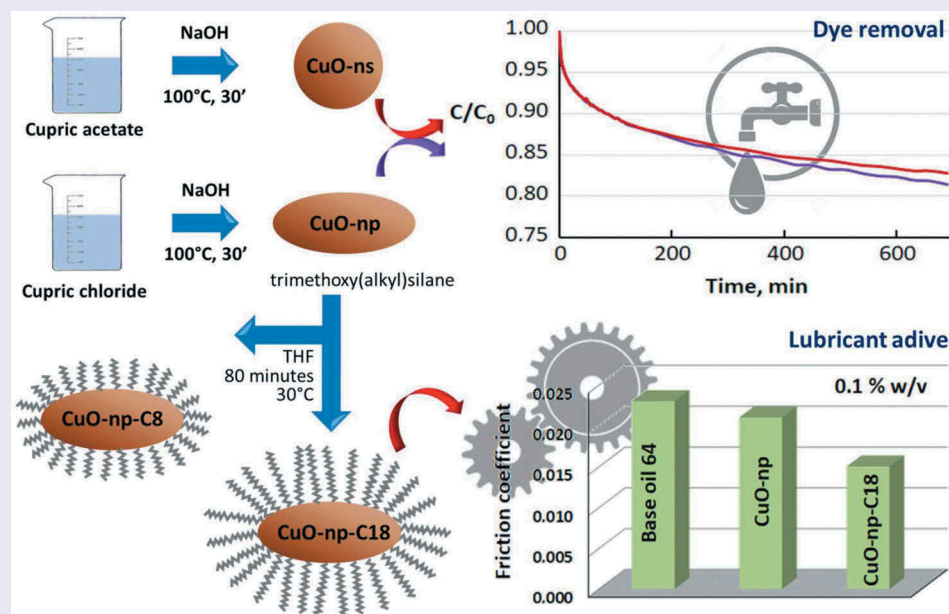 NaOH
100°C, 30'
Cupric acetate
CuO-ns
NaOH
100°C, 30'
Cupric chloride
CuO-np
trimethoxy(alkyl)silane
THF
80 minutes
30°C
CuO-np-C8
CuO-np-C18
Dye removal
C/C0
1.00
0.95
0.90
0.85
0.80
0.75
0
200
400
600
Time, min
Lubricant adive
0.1 % w/v
Friction coefficient
0.025
0.020
0.015
0.010
0.005
0.000
Base oil 64
CuO-np
CuO-np-C18